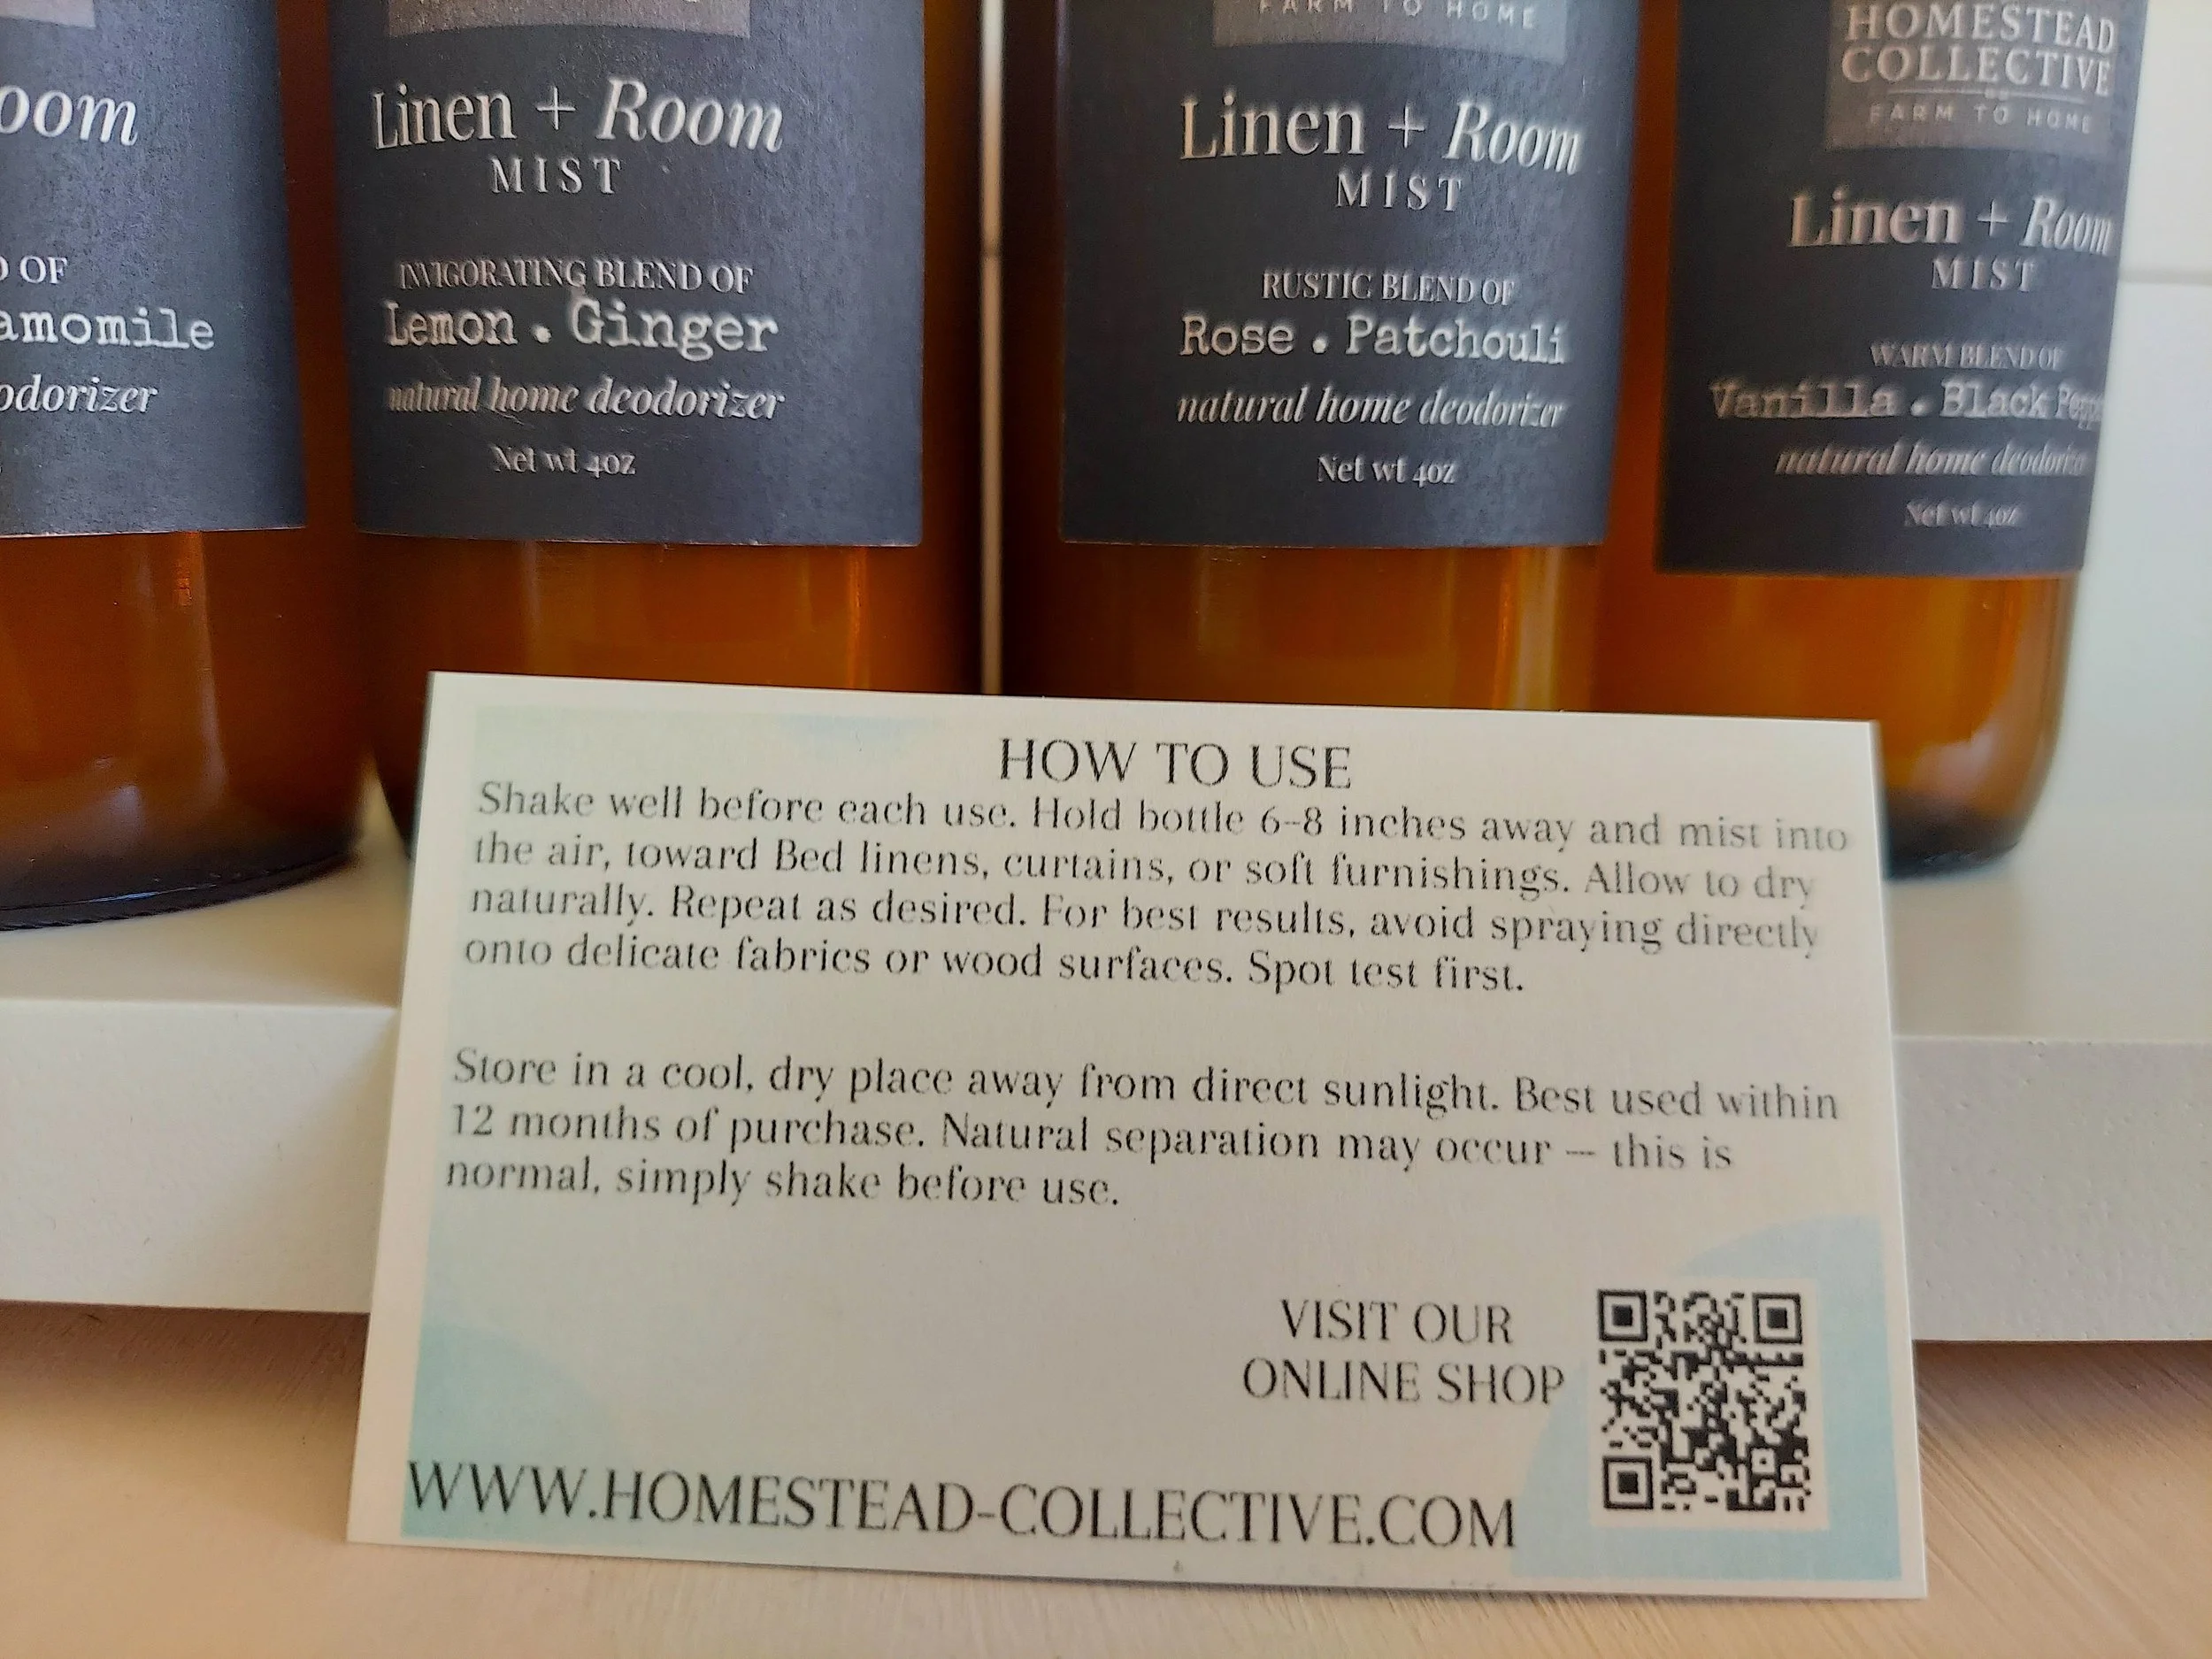 FARM TO HOME
HOMESTEAD
COLLECTIVE
FARM TO HOME
Linen + Room
MIST
INVIGORATING BLEND OF
Lemon . Ginger
natural home deodorizer
Net wt 4oz
Linen + Room
MIST
RUSTIC BLEND OF
Rose . Patchouli
natural home deodorizer
Net wt 4oz
Linen + Room
MIST
WARM BLEND OF
Vanilla . Black
natural home
Net wt 4oz
OF
HOW TO USE
Shake well before each use. Hold bottle 6-8 inches away and mist into
the air, toward Bed linens, curtains, or soft furnishings. Allow to dry
naturally. Repeat as desired. For best results, avoid spraying directly
onto delicate fabrics or wood surfaces. Spot test first.
Store in a cool, dry place away from direct sunlight. Best used within
12 months of purchase. Natural separation may occur – this is
normal, simply shake before use.
VISIT OUR
ONLINE SHOP
WWW.HOMESTEAD-COLLECTIVE.COM